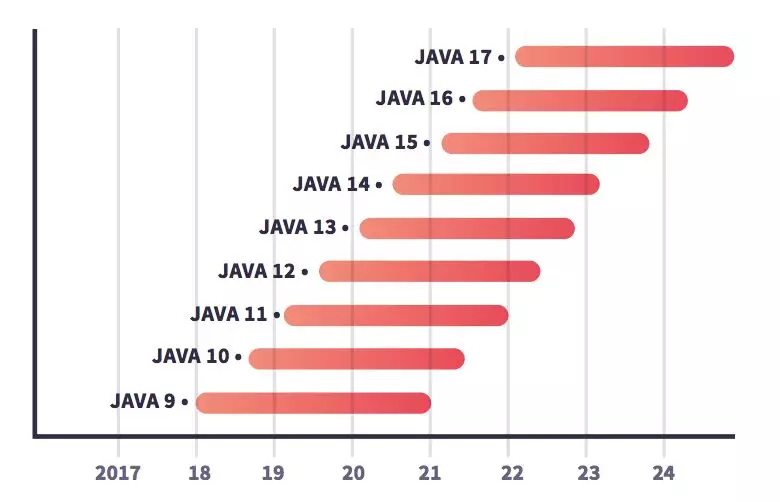 JAVA 17 •
JAVA 16 •
JAVA 15 •
JAVA 14 •
JAVA 13 •
JAVA 12 •
JAVA 11 •
JAVA 10 •
JAVA 9 •
2017 18 19 20 21 22 23 24